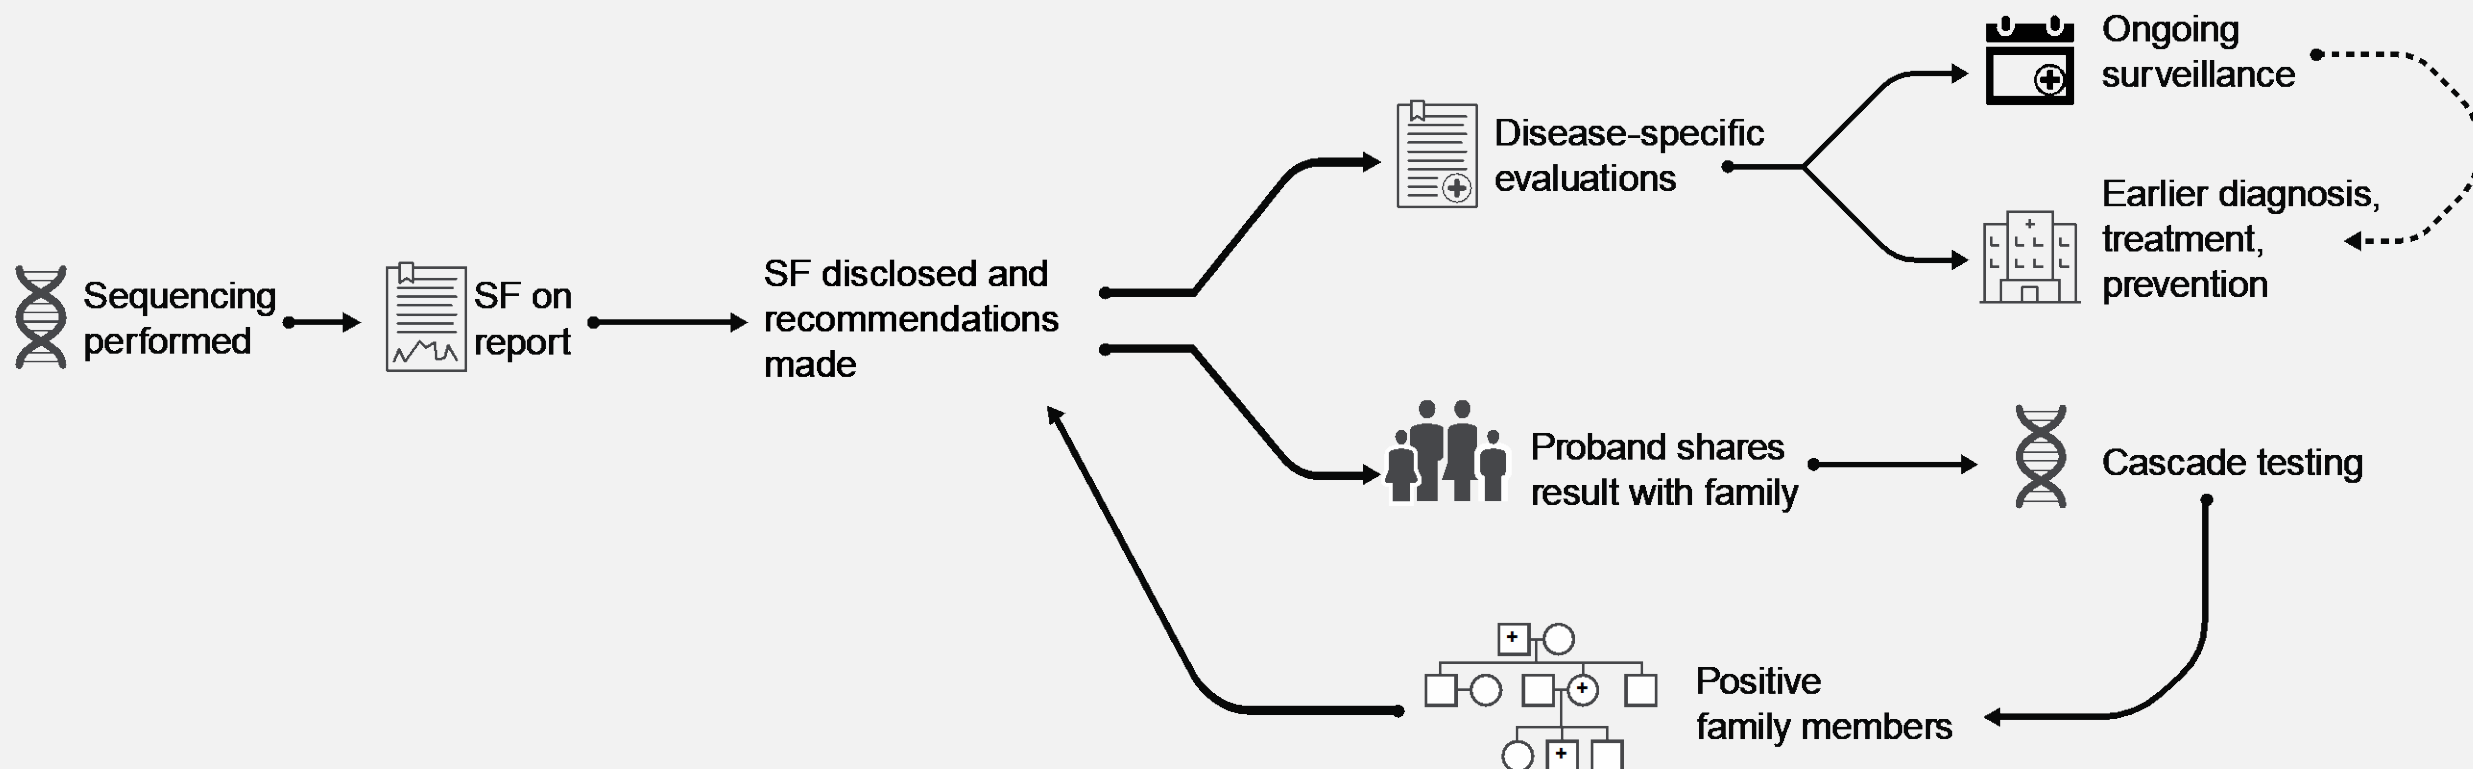 Sequencing
performed
SF on
report
SF disclosed and
recommendations
made
Disease-specific
evaluations
Ongoing
surveillance
Earlier diagnosis,
treatment,
prevention
Proband shares
result with family
Cascade testing
Positive
family members